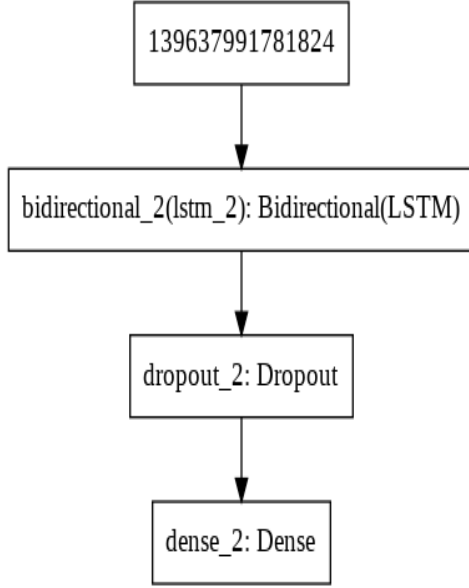 139637991781824
bidirectional_2(lstm_2): Bidirectional(LSTM)
dropout_2: Dropout
dense_2: Dense